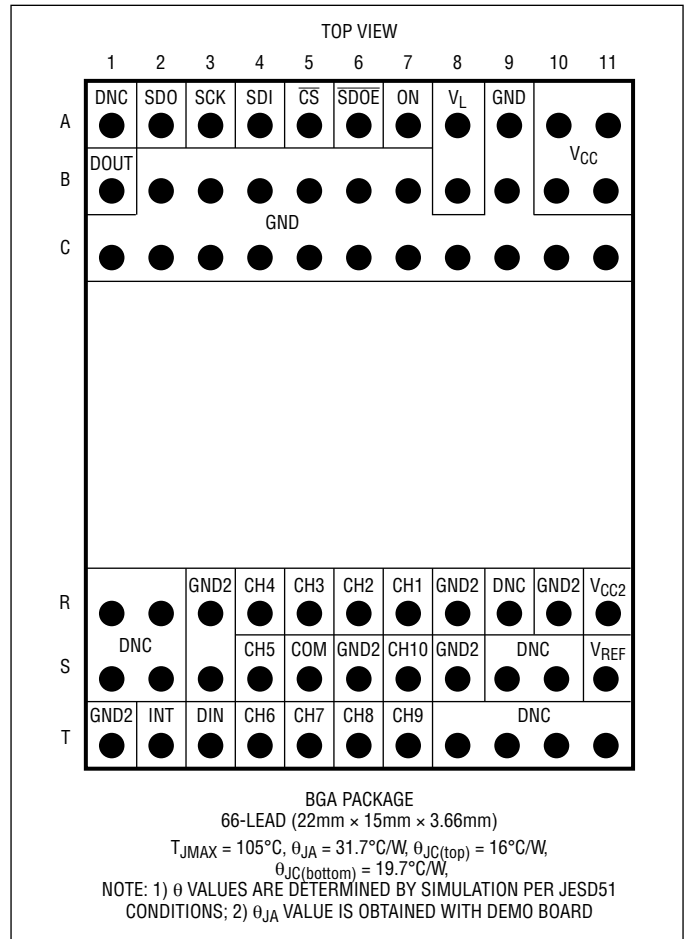 TOP VIEW
1 2 3 4 5 6 7 8 9 10 11
A DNC SDO SCK SDI C̅S̅ S̅D̅O̅E̅ ON VL GND
VCC
B DOUT
GND
C
R GND2 CH4 CH3 CH2 CH1 GND2 DNC GND2 VCC2
DNC
S CH5 COM GND2 CH10 GND2 DNC VREF
T GND2 INT DIN CH6 CH7 CH8 CH9 DNC
BGA PACKAGE
66-LEAD (22mm × 15mm × 3.66mm)
TJMAX = 105°C, θJA = 31.7°C/W, θJC(top) = 16°C/W,
θJC(bottom) = 19.7°C/W,
NOTE: 1) θ VALUES ARE DETERMINED BY SIMULATION PER JESD51
CONDITIONS; 2) θJA VALUE IS OBTAINED WITH DEMO BOARD